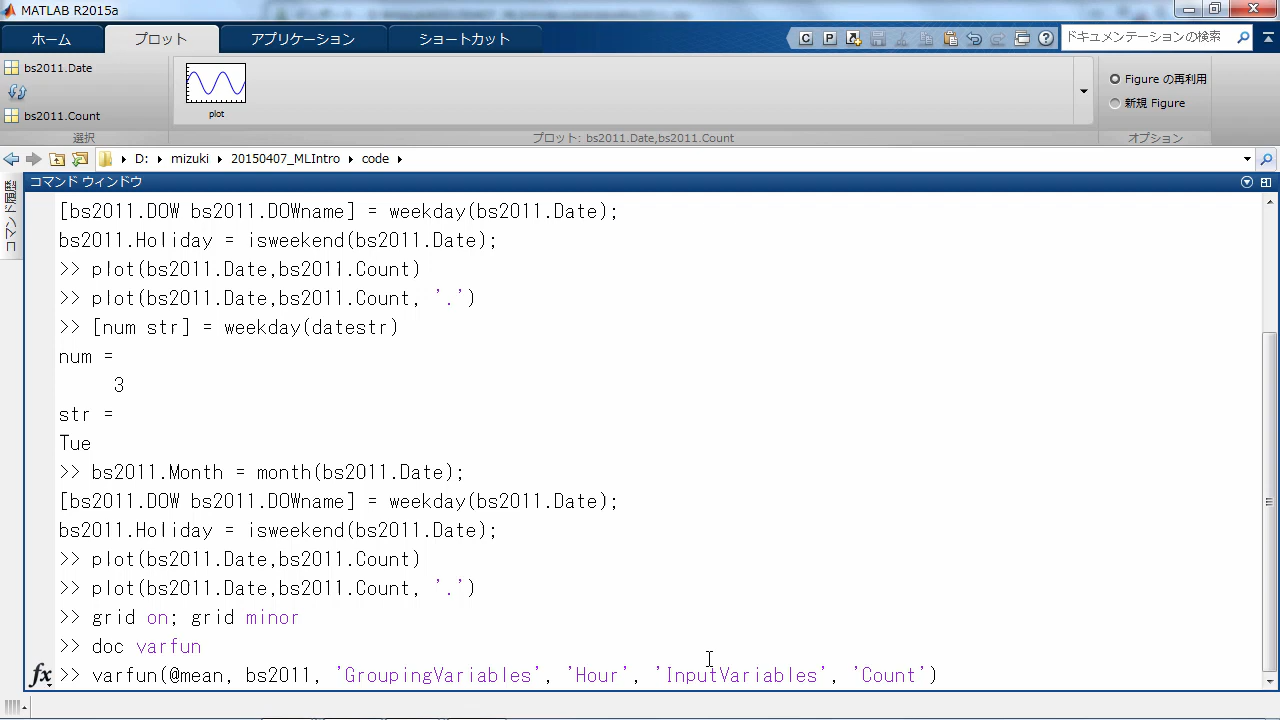 MATLAB R2015a
ホーム
プロット
アプリケーション
ショートカット
ドキュメンテーションの検索
bs2011.Date
bs2011.Count
選択
plot
プロット: bs2011.Date,bs2011.Count
Figure の再利用
新規 Figure
オプション
D: ▸ mizuki ▸ 20150407_MLIntro ▸ code ▸
コマンド履歴
コマンド ウィンドウ
[bs2011.DOW bs2011.DOWname] = weekday(bs2011.Date);
bs2011.Holiday = isweekend(bs2011.Date);
>> plot(bs2011.Date,bs2011.Count)
>> plot(bs2011.Date,bs2011.Count, '.')
>> [num str] = weekday(datestr)
num =
3
str =
Tue
>> bs2011.Month = month(bs2011.Date);
[bs2011.DOW bs2011.DOWname] = weekday(bs2011.Date);
bs2011.Holiday = isweekend(bs2011.Date);
>> plot(bs2011.Date,bs2011.Count)
>> plot(bs2011.Date,bs2011.Count, '.')
>> grid on; grid minor
>> doc varfun
fx >> varfun(@mean, bs2011, 'GroupingVariables', 'Hour', 'InputVariables', 'Count')